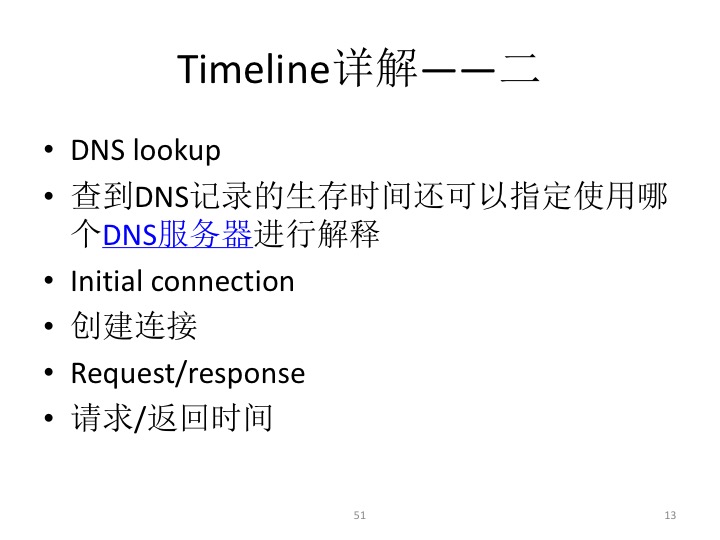 Timeline详解——二
• DNS lookup
• 查到DNS记录的生存时间还可以指定使用哪
个DNS服务器进行解释
• Initial connection
• 创建连接
• Request/response
• 请求/返回时间
51
13